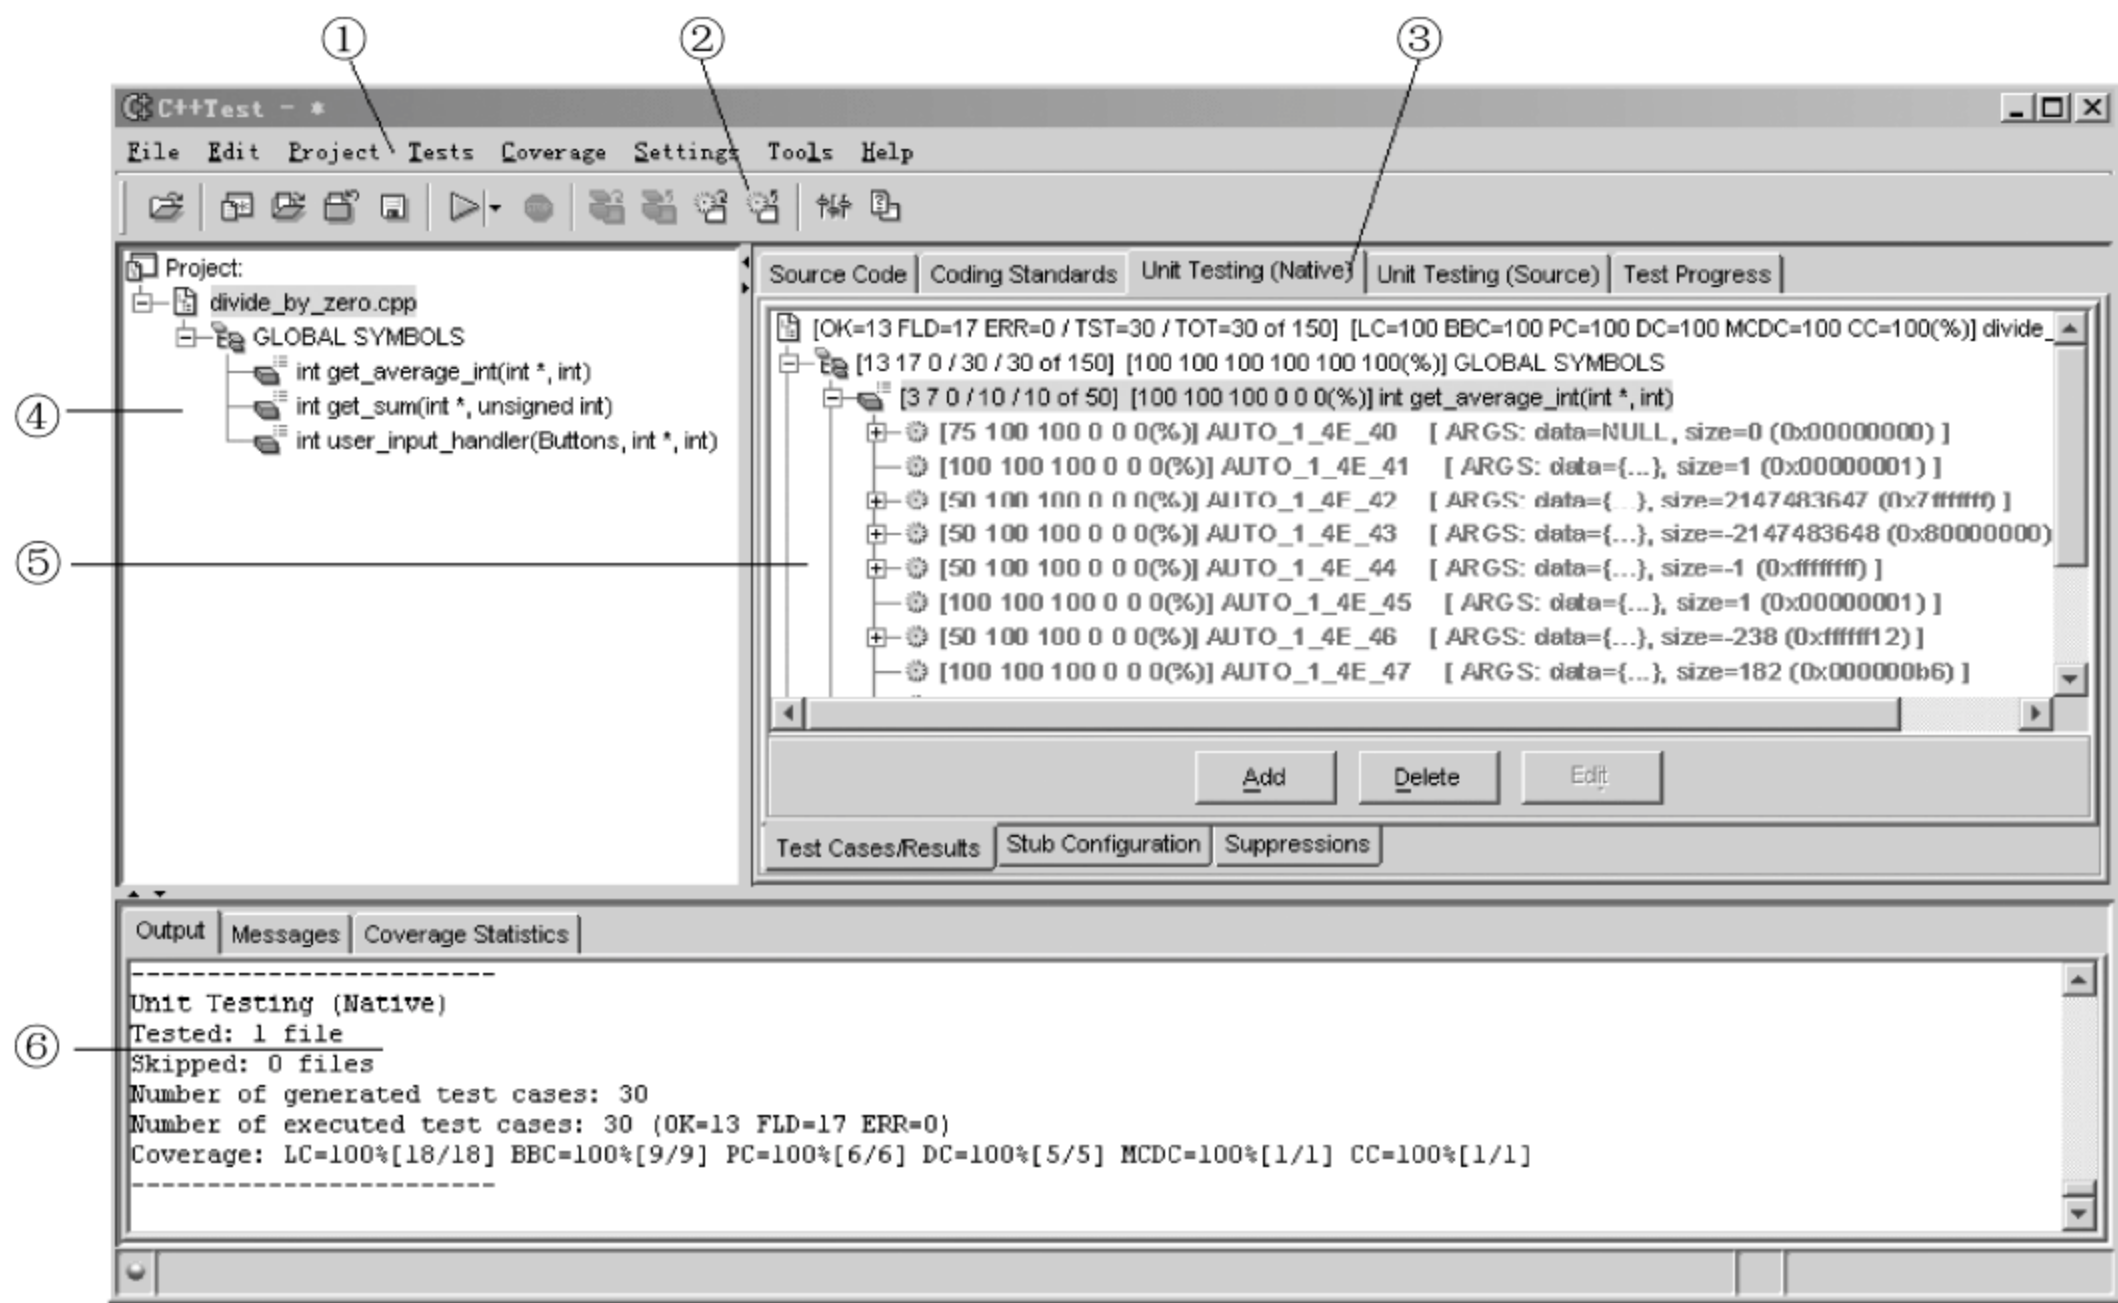 ① ② ③
C++Test - *
File Edit Project Tests Coverage Settings Tools Help
Project:
divide_by_zero.cpp
GLOBAL SYMBOLS
int get_average_int(int *, int)
④ int get_sum(int *, unsigned int)
int user_input_handler(Buttons, int *, int)
Source Code Coding Standards Unit Testing (Native) Unit Testing (Source) Test Progress
[OK=13 FLD=17 ERR=0 / TST=30 / TOT=30 of 150] [LC=100 BBC=100 PC=100 DC=100 MCDC=100 CC=100(%)] divide_
[13 17 0 / 30 / 30 of 150] [100 100 100 100 100 100(%)] GLOBAL SYMBOLS
[3 7 0 / 10 / 10 of 50] [100 100 100 0 0 0(%)] int get_average_int(int *, int)
[75 100 100 0 0 0(%)] AUTO_1_4E_40 [ ARGS: data=NULL, size=0 (0x00000000) ]
[100 100 100 0 0 0(%)] AUTO_1_4E_41 [ ARGS: data={...}, size=1 (0x00000001) ]
[50 100 100 0 0 0(%)] AUTO_1_4E_42 [ ARGS: data={...}, size=2147483647 (0x7fffffff) ]
[50 100 100 0 0 0(%)] AUTO_1_4E_43 [ ARGS: data={...}, size=-2147483648 (0x80000000)
⑤ [50 100 100 0 0 0(%)] AUTO_1_4E_44 [ ARGS: data={...}, size=-1 (0xffffffff) ]
[100 100 100 0 0 0(%)] AUTO_1_4E_45 [ ARGS: data={...}, size=1 (0x00000001) ]
[50 100 100 0 0 0(%)] AUTO_1_4E_46 [ ARGS: data={...}, size=-238 (0xffffff12) ]
[100 100 100 0 0 0(%)] AUTO_1_4E_47 [ ARGS: data={...}, size=182 (0x000000b6) ]
Add Delete Edit
Test Cases/Results Stub Configuration Suppressions
Output Messages Coverage Statistics
------------------------
Unit Testing (Native)
Tested: 1 file
⑥
Skipped: 0 files
Number of generated test cases: 30
Number of executed test cases: 30 (OK=13 FLD=17 ERR=0)
Coverage: LC=100%[18/18] BBC=100%[9/9] PC=100%[6/6] DC=100%[5/5] MCDC=100%[1/1] CC=100%[1/1]
------------------------